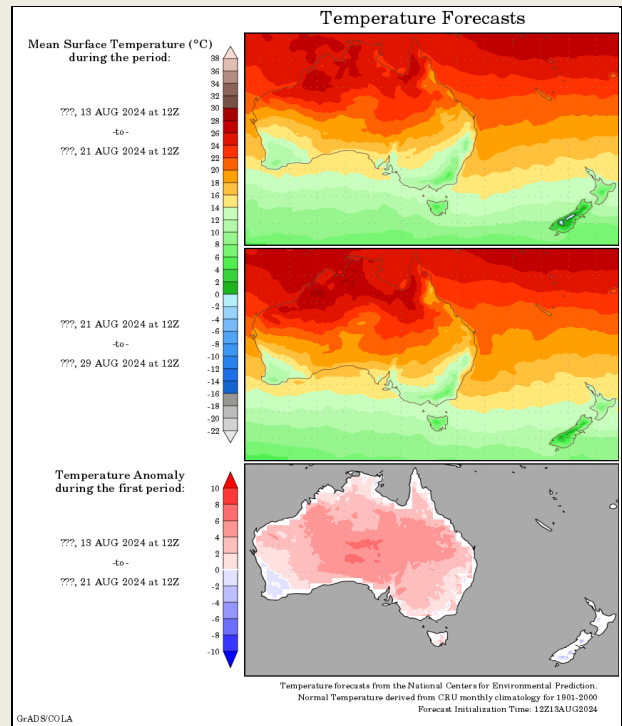 Temperature Forecasts
Mean Surface Temperature (°C)
during the period:
???, 13 AUG 2024 at 12Z
-to-
???, 21 AUG 2024 at 12Z
38
36
34
32
30
28
26
24
22
20
18
16
14
12
10
8
6
4
2
0
-2
-4
-6
-8
-10
-12
-14
-16
-18
-20
-22
???, 21 AUG 2024 at 12Z
-to-
???, 29 AUG 2024 at 12Z
Temperature Anomaly
during the first period:
???, 13 AUG 2024 at 12Z
-to-
???, 21 AUG 2024 at 12Z
10
8
6
4
2
0
-2
-4
-6
-8
-10
Temperature forecasts from the National Centers for Environmental Prediction.
Normal Temperature derived from CRU monthly climatology for 1901-2000
Forecast Initialization Time: 12Z13AUG2024
GrADS/COLA